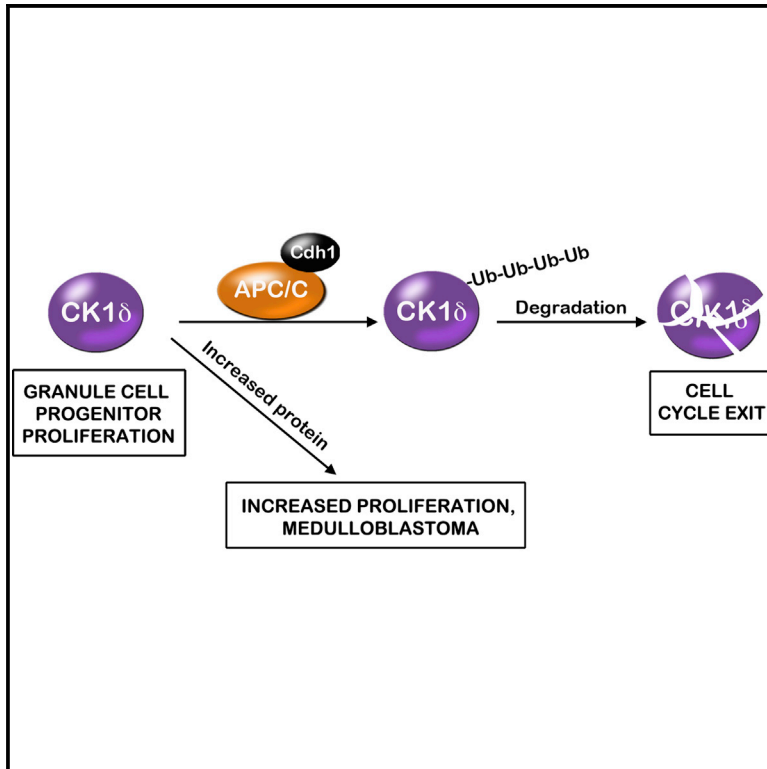 Cdh1
APC/C
CK1δ
CK1δ
-Ub-Ub-Ub-Ub
Degradation
CK1δ
GRANULE CELL
PROGENITOR
PROLIFERATION
Increased protein
CELL
CYCLE EXIT
INCREASED PROLIFERATION,
MEDULLOBLASTOMA